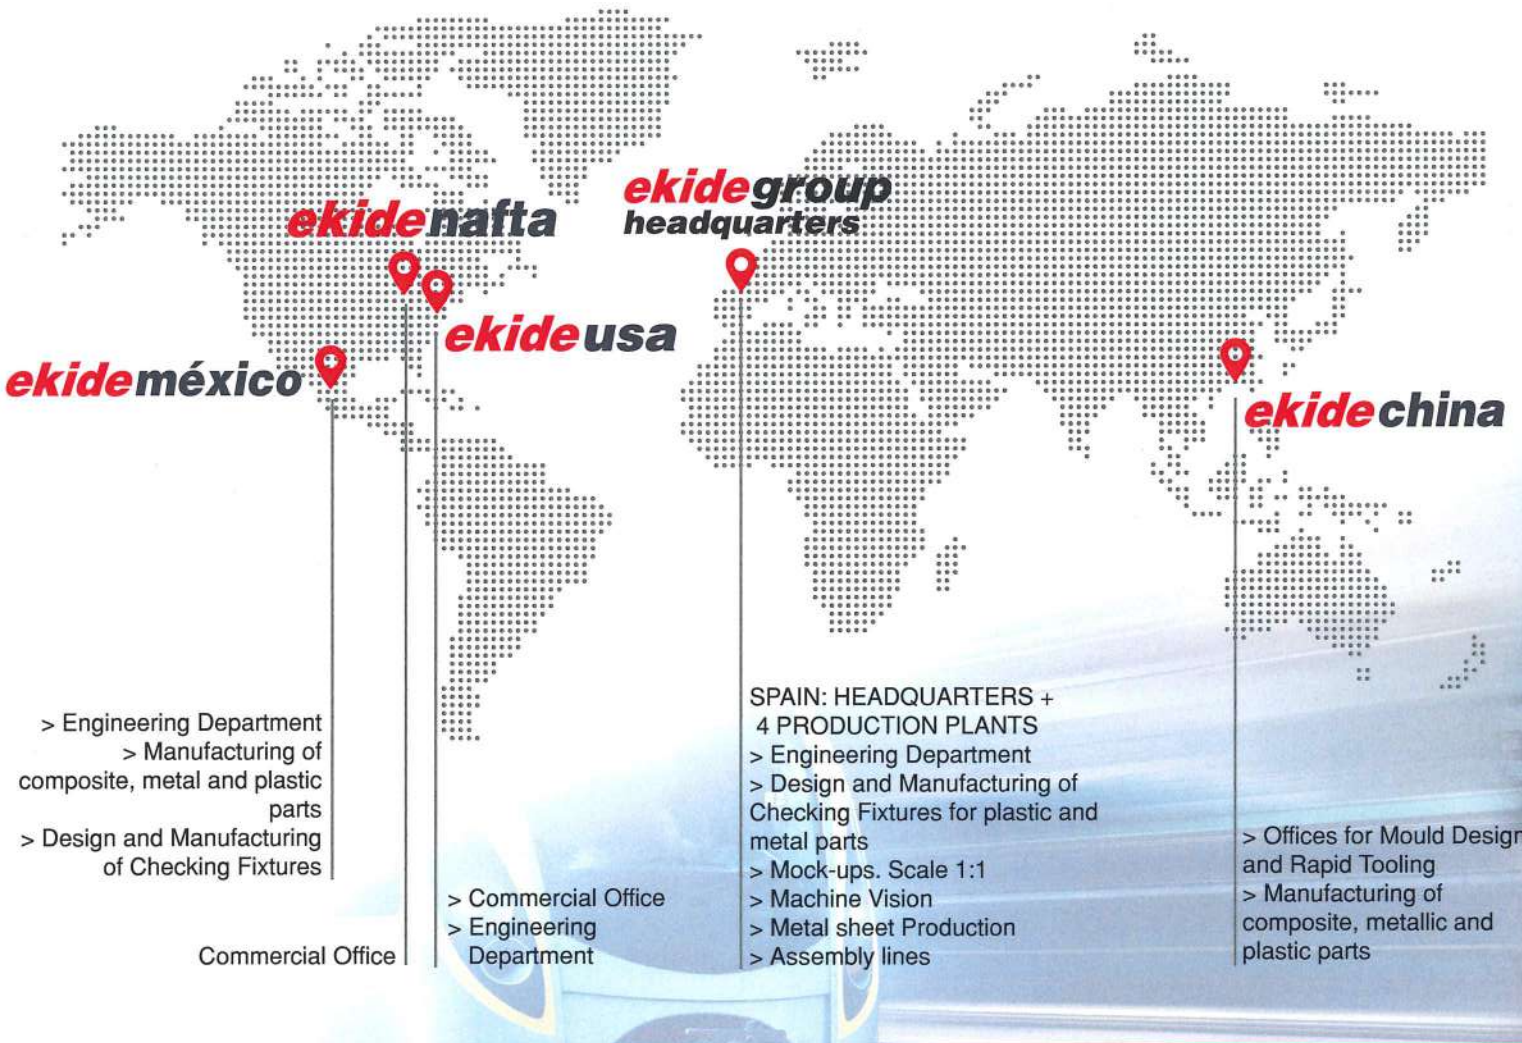 ekidenafta
ekidegroup
headquarters
ekideusa
ekideméxico
ekidechina
> Engineering Department
> Manufacturing of
composite, metal and plastic
parts
> Design and Manufacturing
of Checking Fixtures
Commercial Office
> Commercial Office
> Engineering
Department
SPAIN: HEADQUARTERS +
4 PRODUCTION PLANTS
> Engineering Department
> Design and Manufacturing of
Checking Fixtures for plastic and
metal parts
> Mock-ups. Scale 1:1
> Machine Vision
> Metal sheet Production
> Assembly lines
> Offices for Mould Design
and Rapid Tooling
> Manufacturing of
composite, metallic and
plastic parts